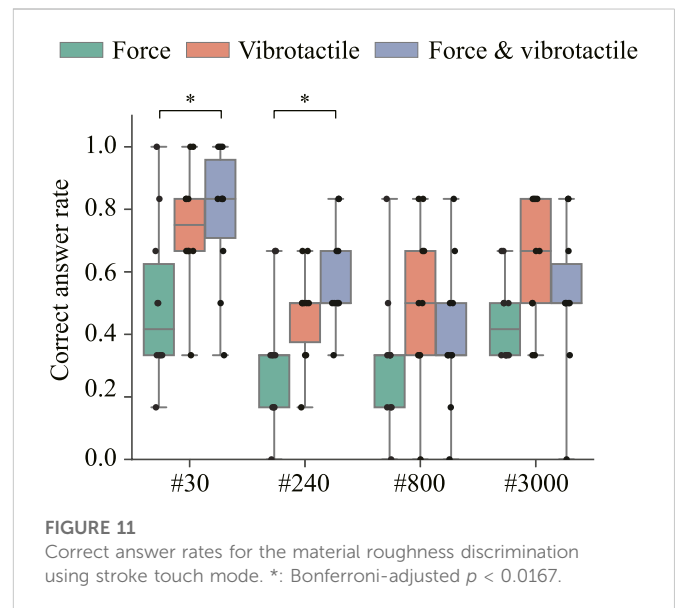 Force Vibrotactile Force & vibrotactile
* *
Correct answer rate
1.0
0.8
0.6
0.4
0.2
0.0
#30 #240 #800 #3000
FIGURE 11
Correct answer rates for the material roughness discrimination
using stroke touch mode. *: Bonferroni-adjusted p < 0.0167.